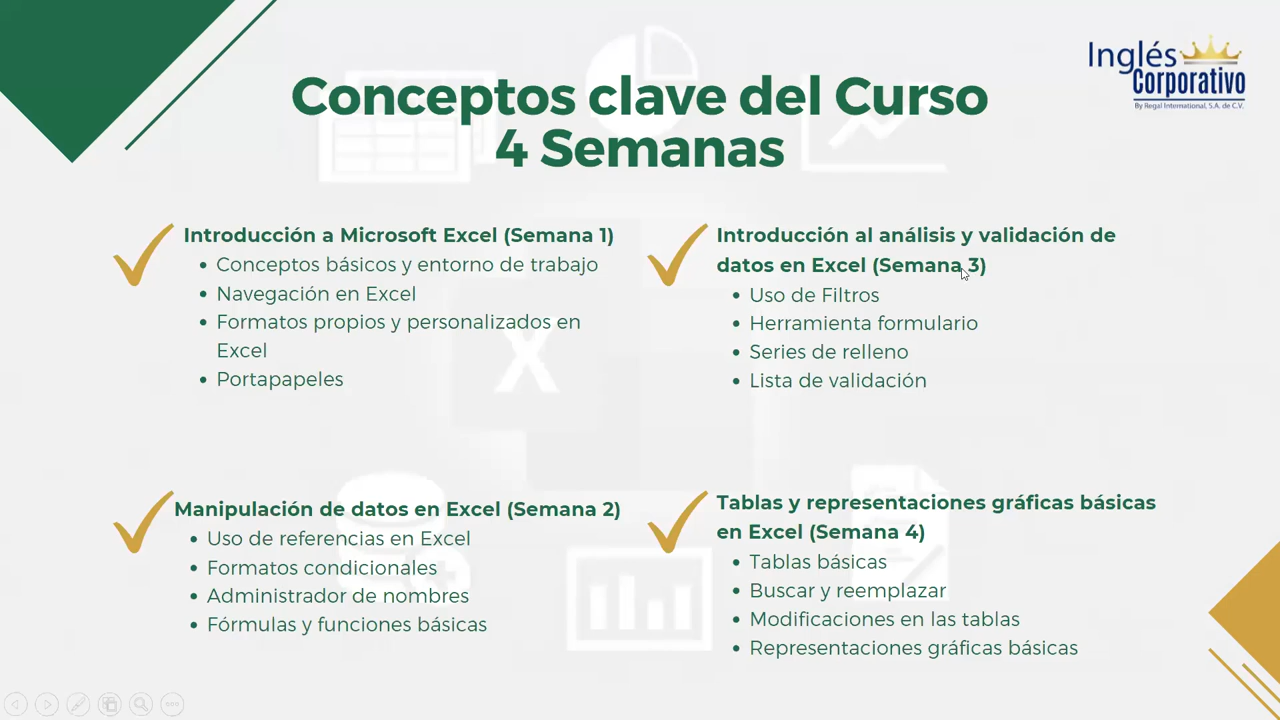 Inglés
Corporativo
By Regal International, S.A. de C.V.
Conceptos clave del Curso
4 Semanas
Introducción a Microsoft Excel (Semana 1)
Conceptos básicos y entorno de trabajo
Navegación en Excel
Formatos propios y personalizados en
Excel
Portapapeles
Introducción al análisis y validación de
datos en Excel (Semana 3)
Uso de Filtros
Herramienta formulario
Series de relleno
Lista de validación
Manipulación de datos en Excel (Semana 2)
Uso de referencias en Excel
Formatos condicionales
Administrador de nombres
Fórmulas y funciones básicas
Tablas y representaciones gráficas básicas
en Excel (Semana 4)
Tablas básicas
Buscar y reemplazar
Modificaciones en las tablas
Representaciones gráficas básicas
X